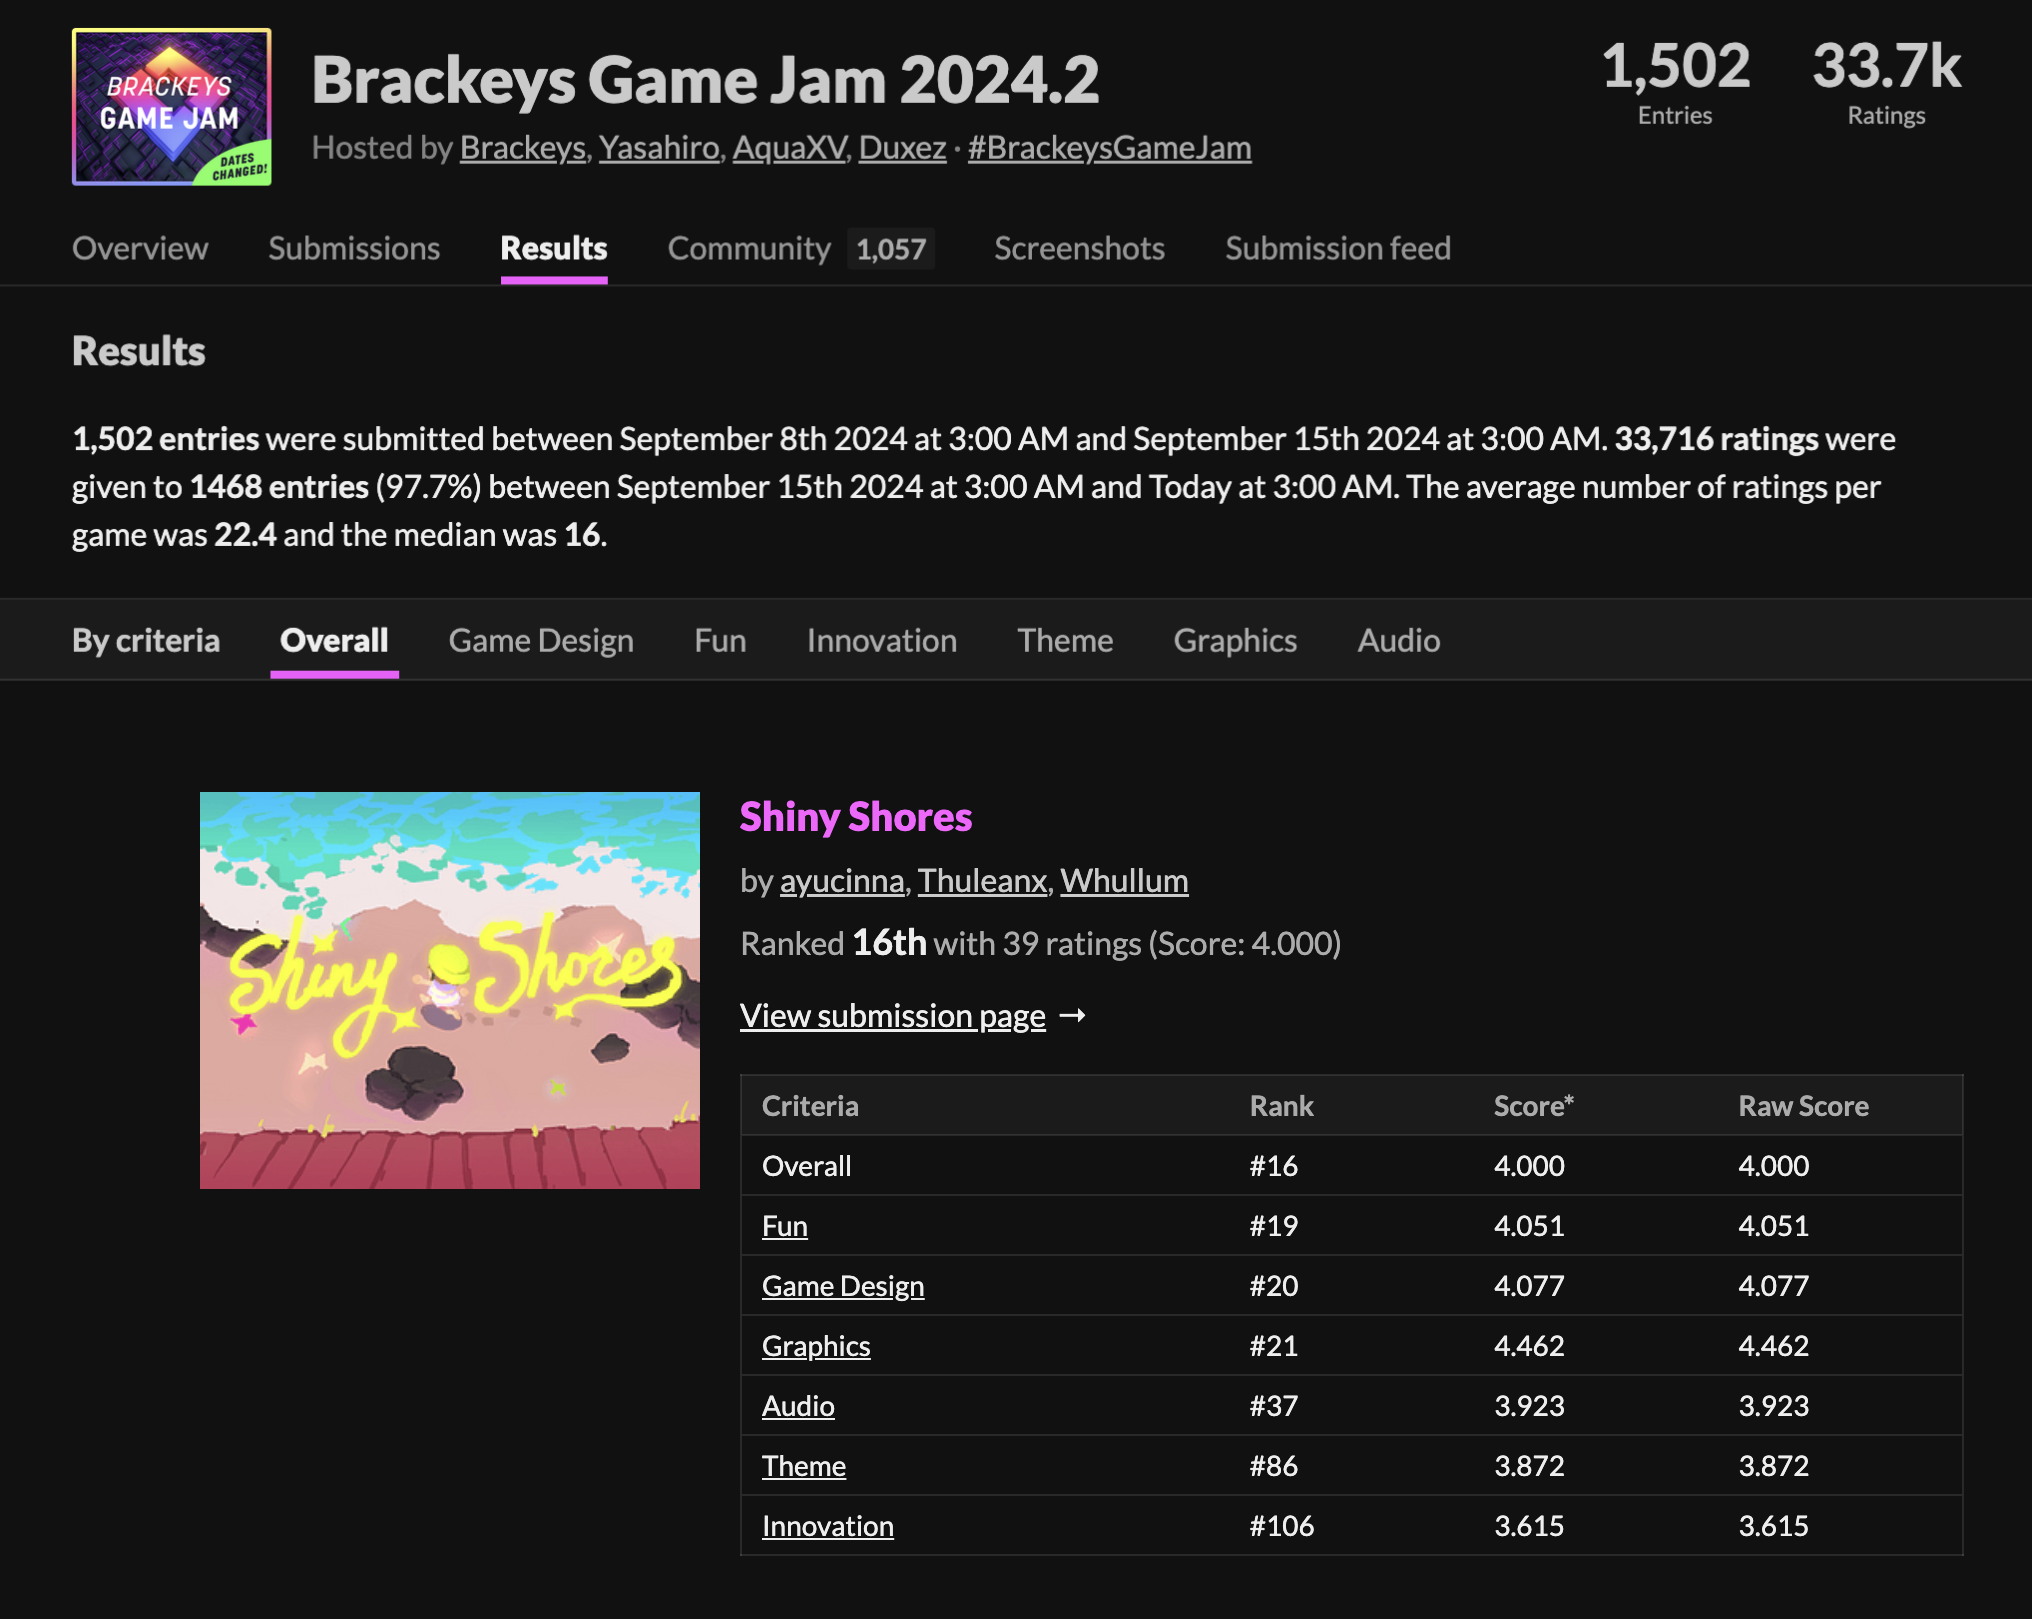 BRACKEYS
GAME JAM
DATES
CHANGED!
Brackeys Game Jam 2024.2
Hosted by Brackeys, Yasahiro, AquaXV, Duxez · #BrackeysGameJam
1,502
Entries
33.7k
Ratings
Overview Submissions Results Community 1,057 Screenshots Submission feed
Results
1,502 entries were submitted between September 8th 2024 at 3:00 AM and September 15th 2024 at 3:00 AM. 33,716 ratings were
given to 1468 entries (97.7%) between September 15th 2024 at 3:00 AM and Today at 3:00 AM. The average number of ratings per
game was 22.4 and the median was 16.
By criteria Overall Game Design Fun Innovation Theme Graphics Audio
Shiny Shores
Shiny Shores
by ayucinna, Thuleanx, Whullum
Ranked 16th with 39 ratings (Score: 4.000)
View submission page →
Criteria Rank Score* Raw Score
Overall #16 4.000 4.000
Fun #19 4.051 4.051
Game Design #20 4.077 4.077
Graphics #21 4.462 4.462
Audio #37 3.923 3.923
Theme #86 3.872 3.872
Innovation #106 3.615 3.615